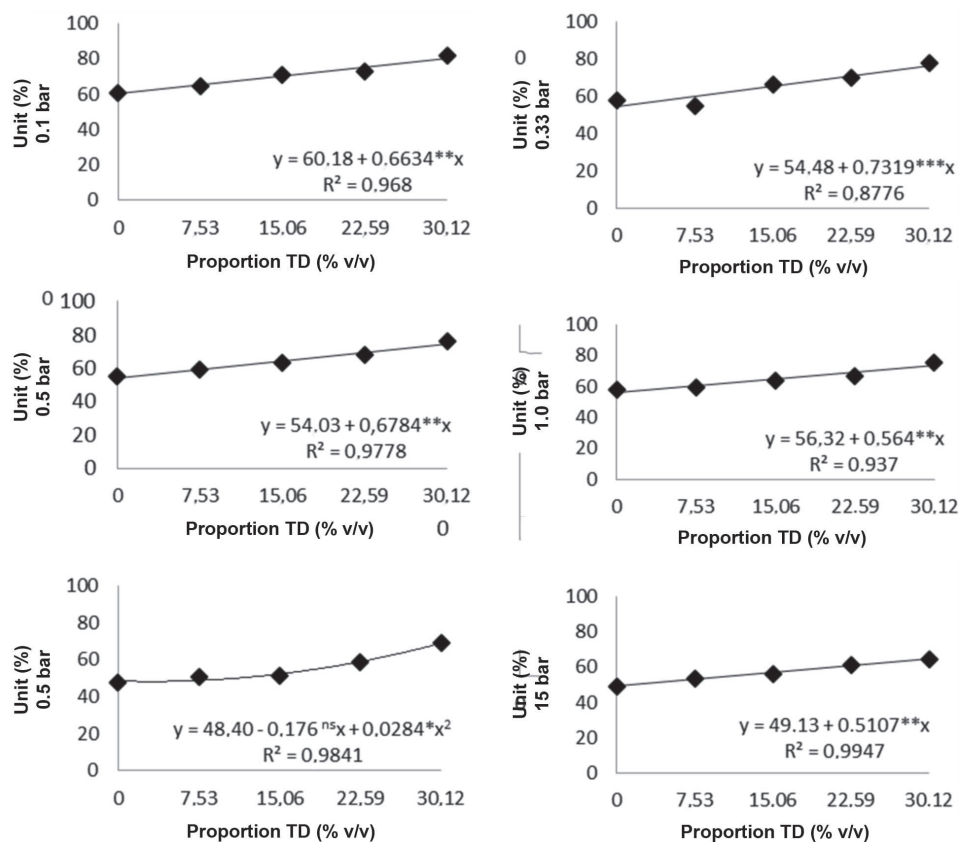 100
80
60
40
20
0
Unit (%)
0.1 bar
y = 60.18 + 0.6634**x
R² = 0.968
0 7,53 15,06 22,59 30,12
Proportion TD (% v/v)
100
80
60
40
20
0
0
Unit (%)
0.33 bar
y = 54.48 + 0.7319***x
R² = 0,8776
0 7,53 15,06 22,59 30,12
Proportion TD (% v/v)
0
100
80
60
40
20
0
Unit (%)
0.5 bar
y = 54.03 + 0,6784**x
R² = 0,9778
0 7,53 15,06 22,59 30,12
Proportion TD (% v/v)
0
100
80
60
40
20
0
Unit (%)
1.0 bar
y = 56,32 + 0.564**x
R² = 0.937
0 7,53 15,06 22,59 30,12
Proportion TD (% v/v)
100
80
60
40
20
0
Unit (%)
0.5 bar
y = 48,40 - 0,176 ⁿˢx + 0,0284*x²
R² = 0.9841
0 7,53 15,06 22,59 30,12
Proportion TD (% v/v)
100
80
60
40
20
0
Unit (%)
15 bar
y = 49.13 + 0.5107**x
R² = 0.9947
0 7,53 15,06 22,59 30,12
Proportion TD (% v/v)